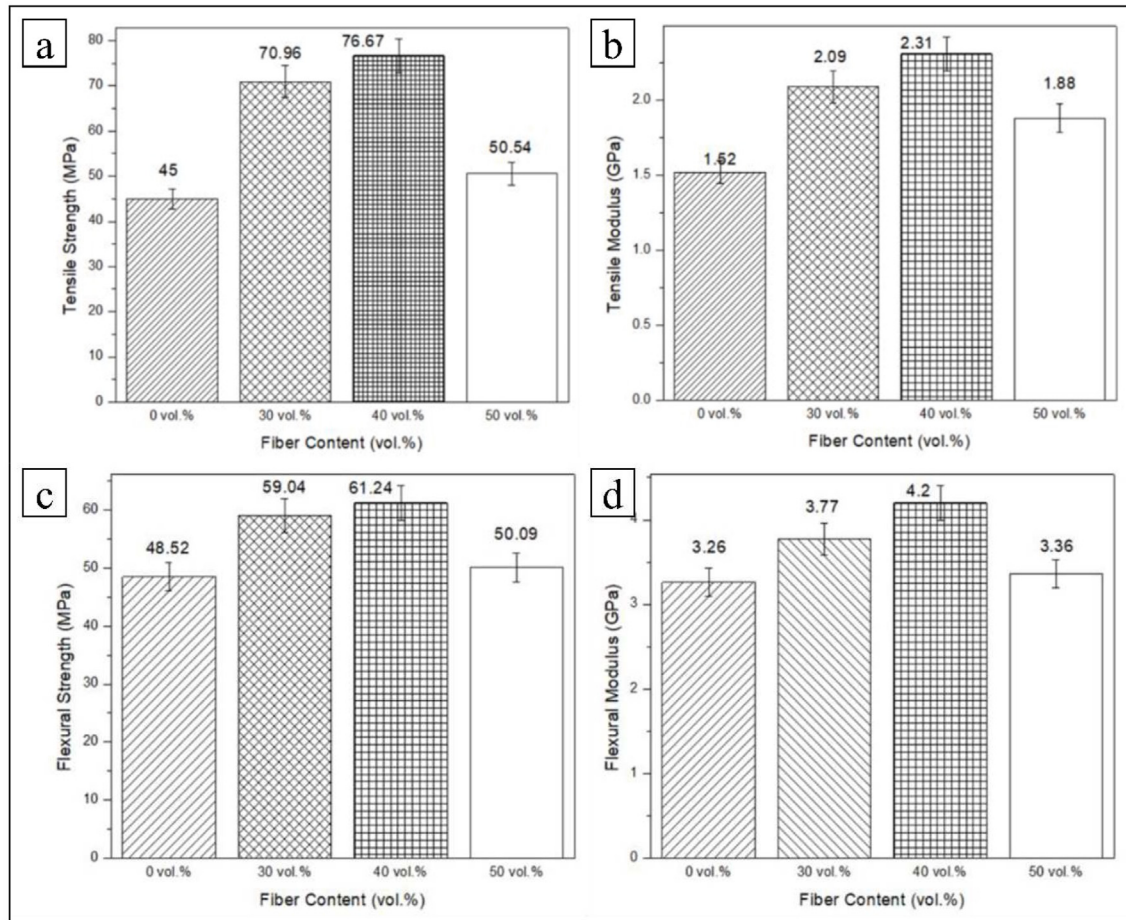 a
Tensile Strength (MPa)
80
70
60
50
40
30
20
10
0
45
70.96
76.67
50.54
0 vol.% 30 vol.% 40 vol.% 50 vol.%
Fiber Content (vol.%)
b
Tensile Modulus (GPa)
2.0
1.5
1.0
0.5
0.0
1.52
2.09
2.31
1.88
0 vol.% 30 vol.% 40 vol.% 50 vol.%
Fiber Content (vol.%)
c
Flexural Strength (MPa)
60
50
40
30
20
10
0
48.52
59.04
61.24
50.09
0 vol.% 30 vol.% 40 vol.% 50 vol.%
Fiber Content (vol.%)
d
Flexural Modulus (GPa)
4
3
2
1
0
3.26
3.77
4.2
3.36
0 vol.% 30 vol.% 40 vol.% 50 vol.%
Fiber Content (vol.%)